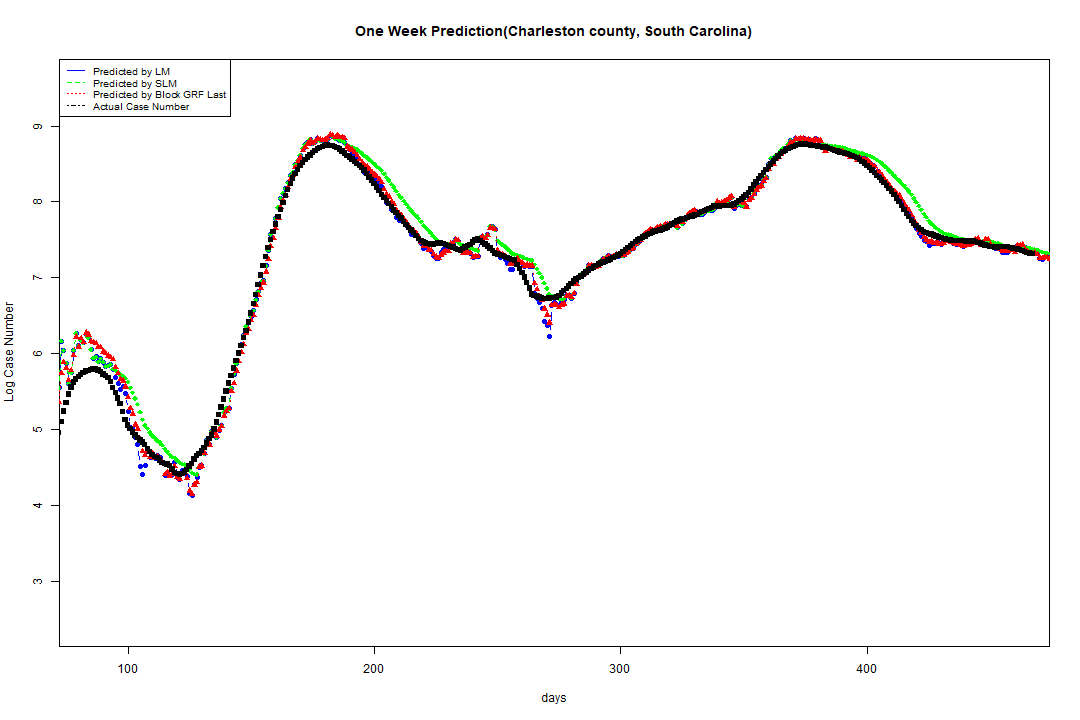 One Week Prediction(Charleston county, South Carolina)
Predicted by LM
Predicted by SLM
Predicted by Block GRF Last
Actual Case Number
9
8
7
6
5
4
3
Log Case Number
100
200
300
400
days